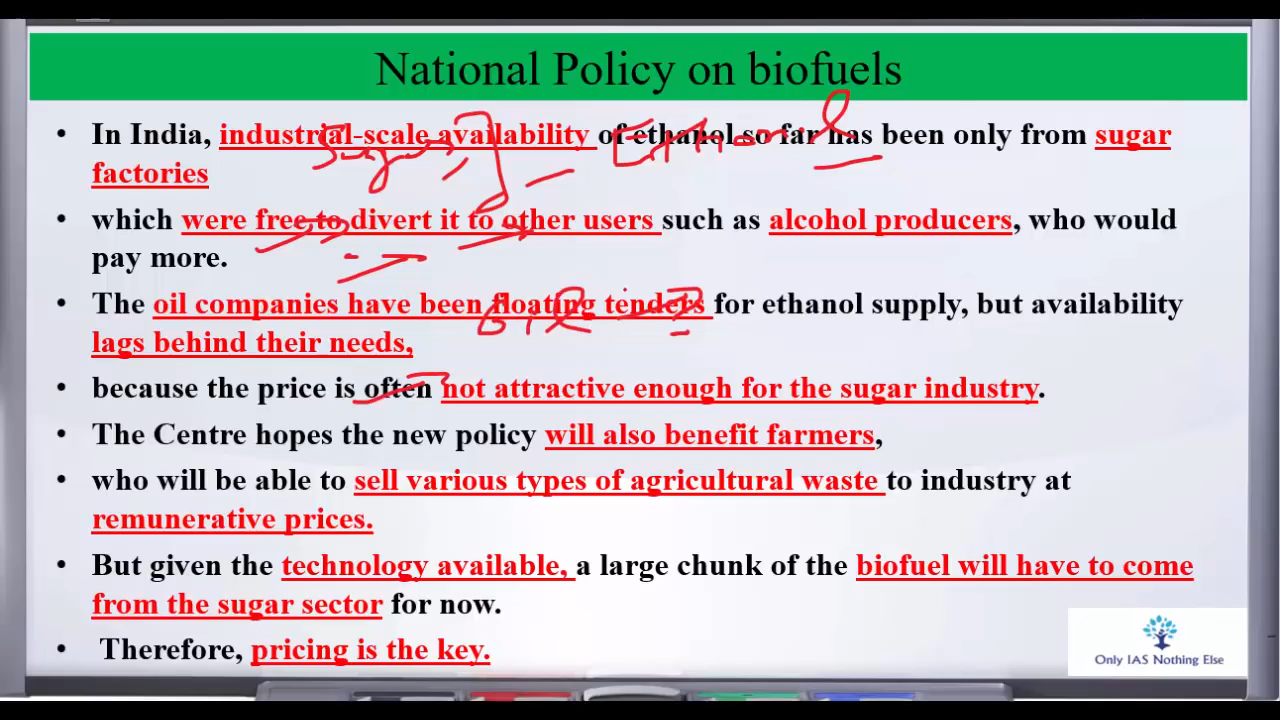 National Policy on biofuels
• In India, industrial-scale availability of ethanol so far has been only from sugar
factories
• which were free to divert it to other users such as alcohol producers, who would
pay more.
• The oil companies have been floating tenders for ethanol supply, but availability
lags behind their needs,
• because the price is often not attractive enough for the sugar industry.
• The Centre hopes the new policy will also benefit farmers,
• who will be able to sell various types of agricultural waste to industry at
remunerative prices.
• But given the technology available, a large chunk of the biofuel will have to come
from the sugar sector for now.
• Therefore, pricing is the key.
Sugar
Ethanol
Only IAS Nothing Else